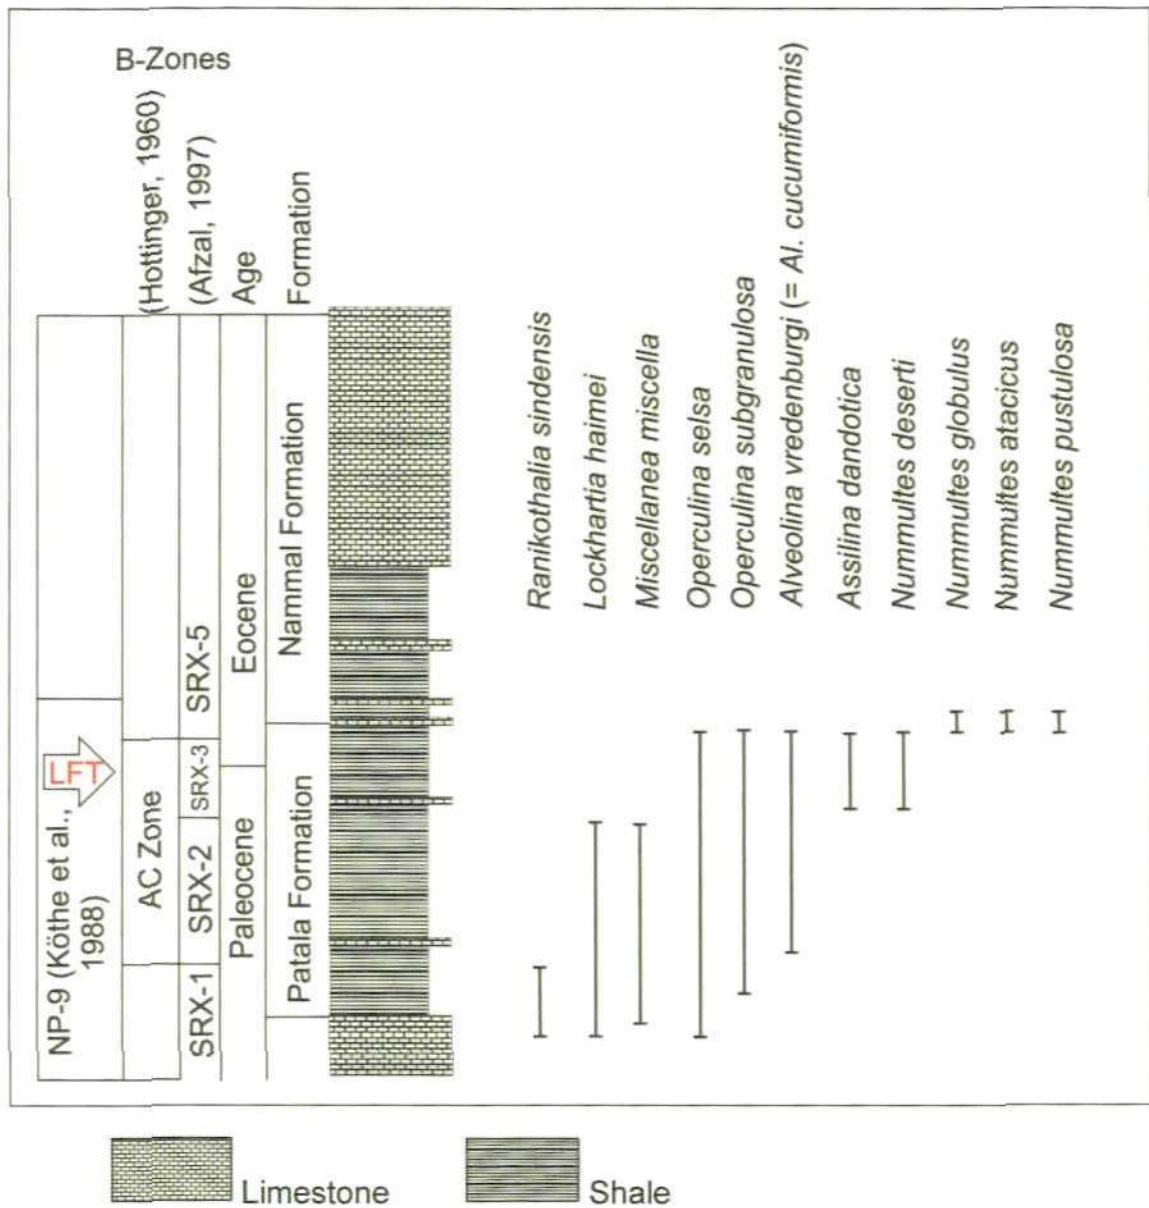 B-Zones
(Hottinger, 1960)
(Afzal, 1997)
Age
Formation
NP-9 (Köthe et al.,
1988)
LFT
AC Zone
SRX-1
SRX-2
SRX-3
SRX-5
Paleocene
Eocene
Patala Formation
Nammal Formation
Ranikothalia sindensis
Lockhartia haimei
Miscellanea miscella
Operculina selsa
Operculina subgranulosa
Alveolina vredenburgi (= Al. cucumiformis)
Assilina dandotica
Nummultes deserti
Nummultes globulus
Nummultes atacicus
Nummultes pustulosa
Limestone
Shale